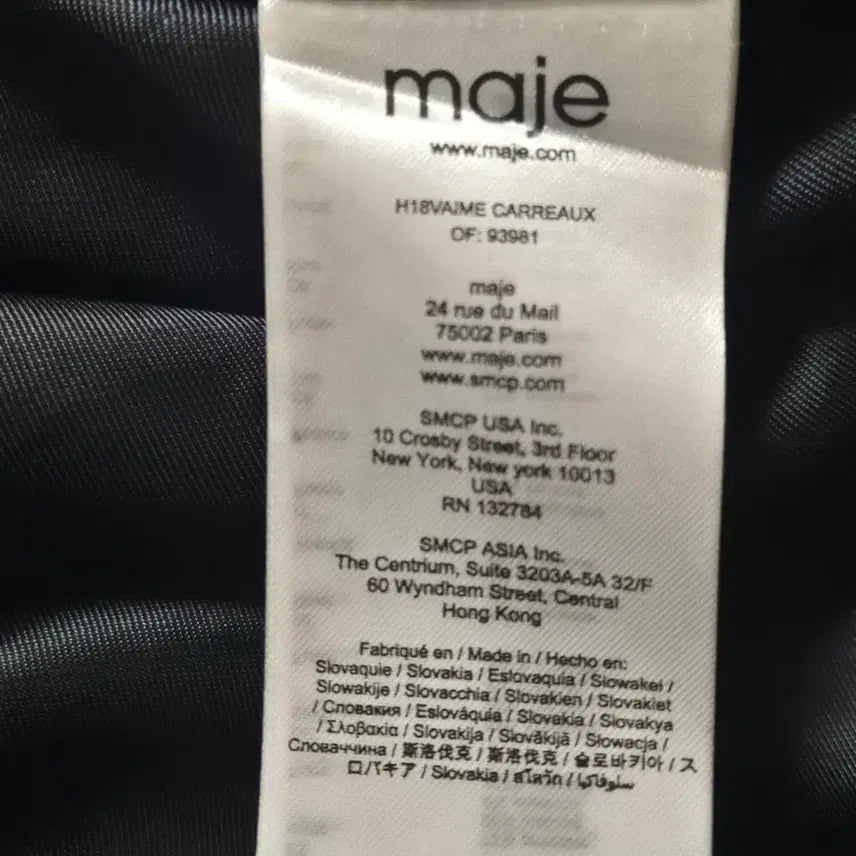 maje
www.maje.com
H18VAIME CARREAUX
OF: 93981
maje
24 rue du Mail
75002 Paris
www.maje.com
www.smcp.com
SMCP USA Inc.
10 Crosby Street, 3rd Floor
New York, New york 10013
USA
RN 132784
SMCP ASIA Inc.
The Centrium, Suite 3203A-5A 32/F
60 Wyndham Street, Central
Hong Kong
Fabriqué en / Made in / Hecho en:
Slovaquie / Slovakia / Eslovaquia / Slowakei /
Slowakije / Slovacchia / Slovakien / Slovakiet
/ Словакия / Eslováquia / Slovakia / Slovakya
/ Σλοβακία / Slovakija / Slovākijā / Słowacja /
Словаччина / 斯洛伐克 / 斯洛伐克 / 슬로바키아 / ス
ロバキア / Slovakia / สโลวัก / سلوفاكيا